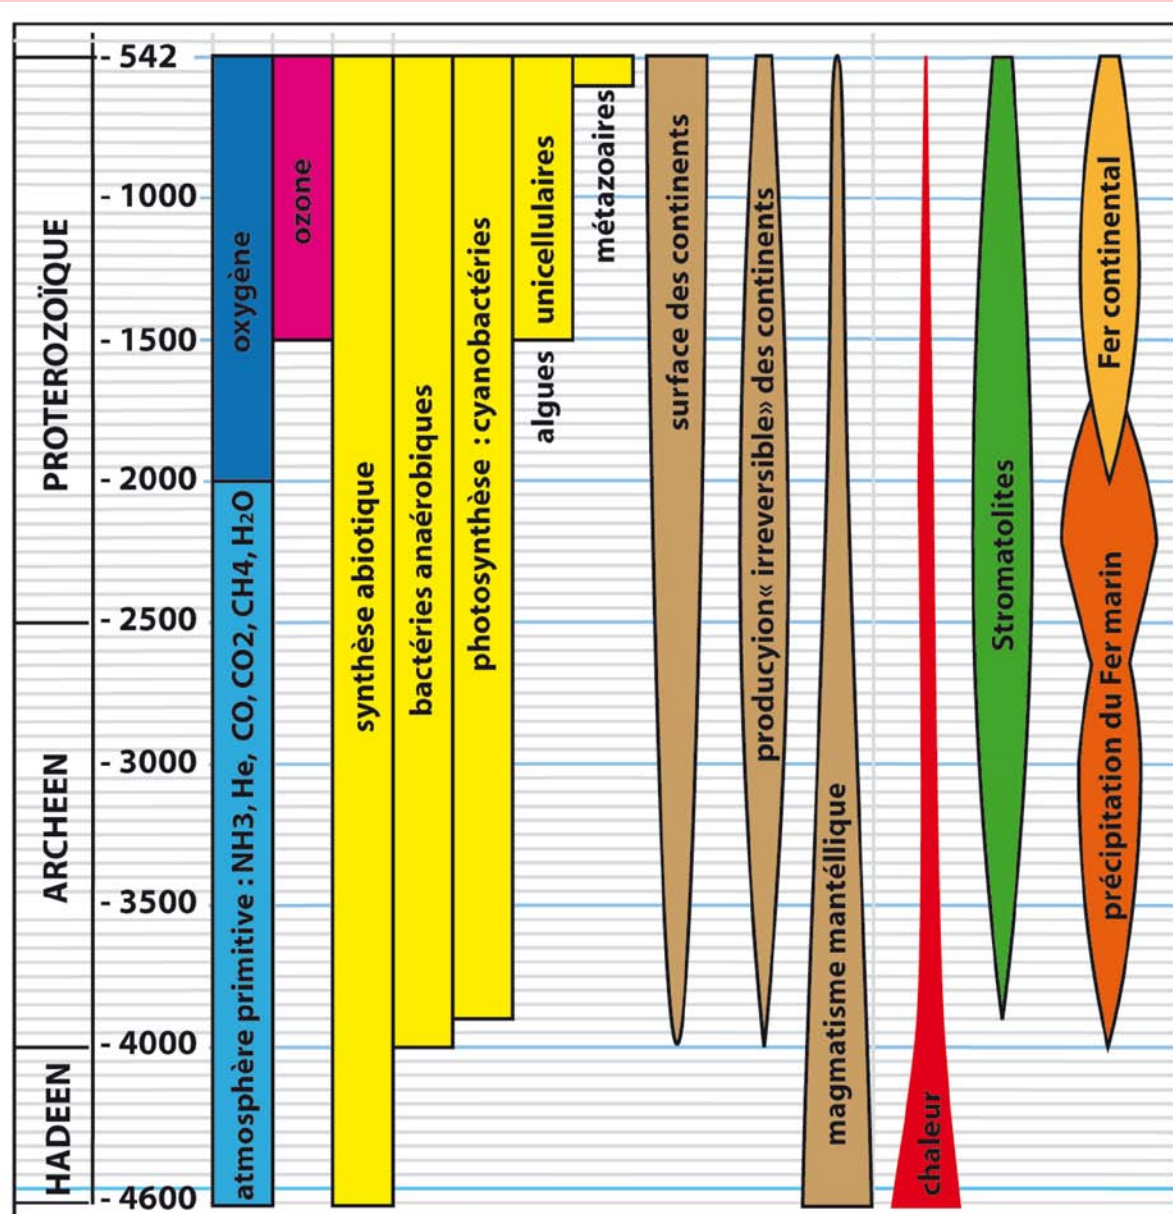 - 542
- 1000
- 1500
- 2000
- 2500
- 3000
- 3500
- 4000
- 4600
PROTEROZOÏQUE
ARCHEEN
HADEEN
oxygène
atmosphère primitive : NH3, He, CO, CO2, CH4, H₂O
ozone
synthèse abiotique
bactéries anaérobiques
photosynthèse : cyanobactéries
algues unicellulaires
métazoaires
surface des continents
producyion« irreversible» des continents
magmatisme mantéllique
chaleur
Stromatolites
Fer continental
précipitation du Fer marin